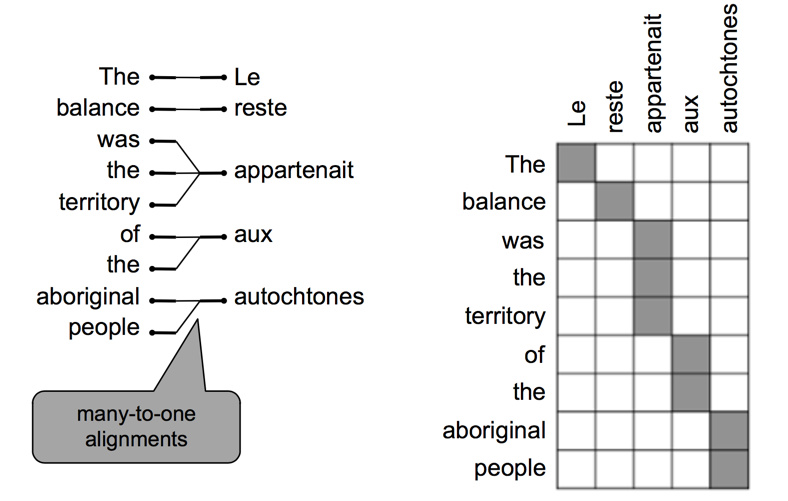 The Le
balance reste
was
the appartenait
territory
of aux
the
aboriginal autochtones
people
many-to-one
alignments
Le reste appartenait aux autochtones
The
balance
was
the
territory
of
the
aboriginal
people